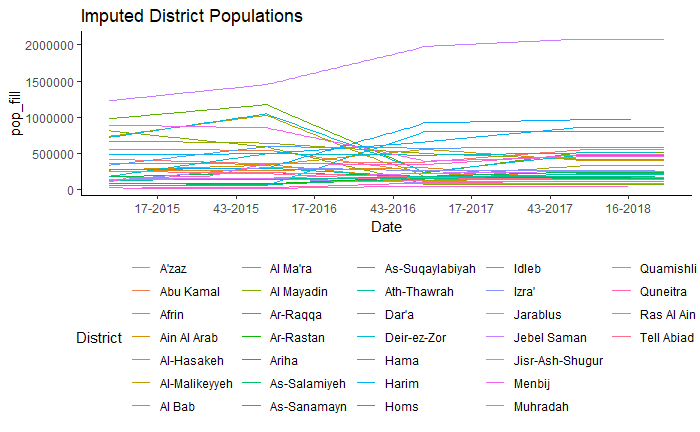 Imputed District Populations
pop_fill
2000000
1500000
1000000
500000
0
17-2015 43-2015 17-2016 43-2016 17-2017 43-2017 16-2018
Date
District
A'zaz Al Ma'ra As-Suqaylabiyah Idleb Quamishli
Abu Kamal Al Mayadin Ath-Thawrah Izra' Quneitra
Afrin Ar-Raqqa Dar'a Jarablus Ras Al Ain
Ain Al Arab Ar-Rastan Deir-ez-Zor Jebel Saman Tell Abiad
Al-Hasakeh Ariha Hama Jisr-Ash-Shugur
Al-Malikeyyeh As-Salamiyeh Harim Menbij
Al Bab As-Sanamayn Homs Muhradah